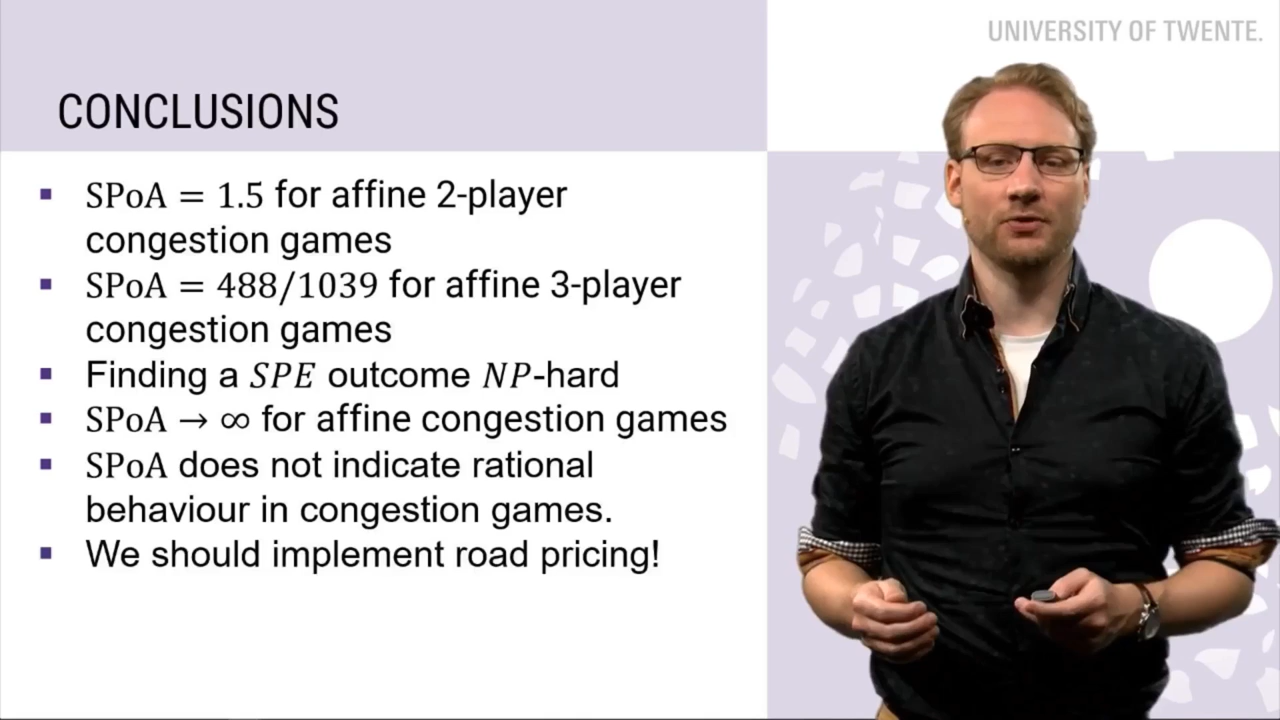 UNIVERSITY OF TWENTE.
CONCLUSIONS
▪ SPoA = 1.5 for affine 2-player
congestion games
▪ SPoA = 488/1039 for affine 3-player
congestion games
▪ Finding a SPE outcome NP-hard
▪ SPoA → ∞ for affine congestion games
▪ SPoA does not indicate rational
behaviour in congestion games.
▪ We should implement road pricing!